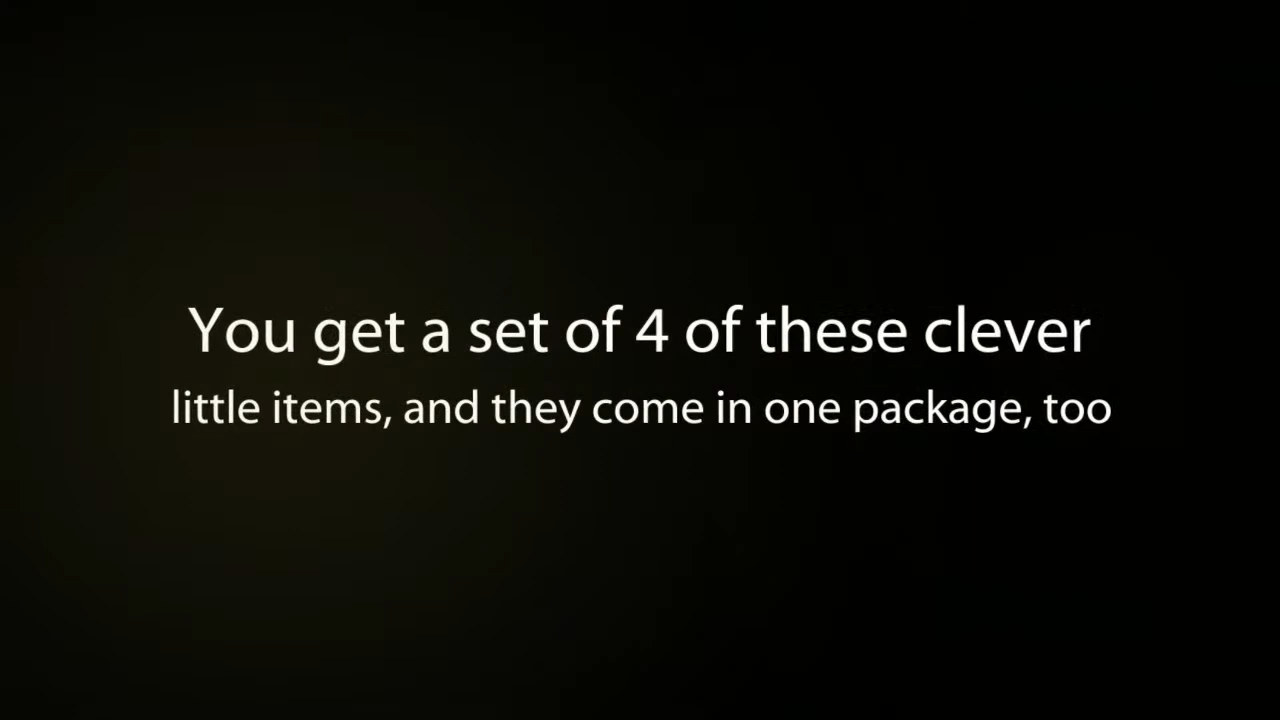 You get a set of 4 of these clever
little items, and they come in one package, too